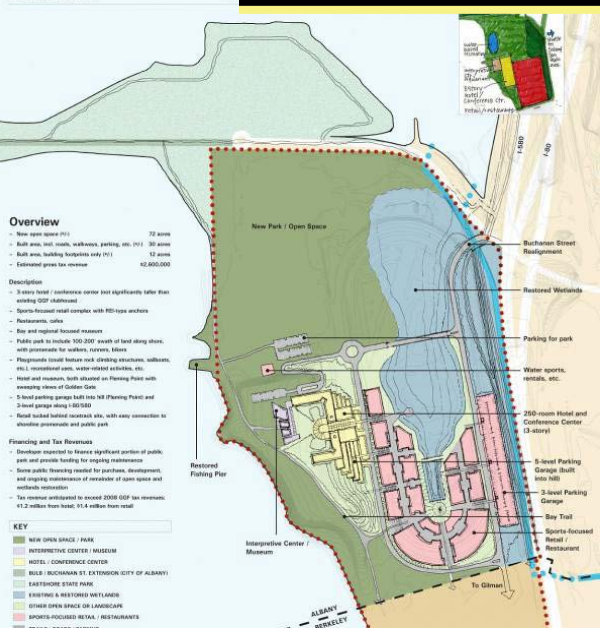 Overview
- New open space (+/-) 72 acres
- Built area, incl. roads, walkways, parking, etc. (+/-) 30 acres
- Built area, building footprints only (+/-) 12 acres
- Estimated gross tax revenue $2,600,000
Description
- 3-story hotel / conference center (not significantly taller than
existing GGF clubhouse)
- Sports-focused retail complex with REI-type anchors
- Restaurants, cafes
- Bay and regional focused museum
- Public park to include 100-200' swath of land along shore,
with promenade for walkers, runners, bikers
- Playgrounds (could feature rock climbing structures, sailboats,
etc.), recreational uses, water-related activities, etc.
- Hotel and museum, both situated on Fleming Point with
sweeping views of Golden Gate
- 5-level parking garage built into hill (Fleming Point) and
3-level garage along I-80/580
- Retail tucked behind racetrack site, with easy connection to
shoreline promenade and public park
Financing and Tax Revenues
- Developer expected to finance significant portion of public
park and provide funding for ongoing maintenance
- Some public financing needed for purchase, development,
and ongoing maintenance of remainder of open space and
wetlands restoration
- Tax revenue anticipated to exceed 2008 GGF tax revenues:
$1.2 million from hotel; $1.4 million from retail
KEY
NEW OPEN SPACE / PARK
INTERPRETIVE CENTER / MUSEUM
HOTEL / CONFERENCE CENTER
BULB / BUCHANAN ST. EXTENSION (CITY OF ALBANY)
EASTSHORE STATE PARK
EXISTING & RESTORED WETLANDS
OTHER OPEN SPACE OR LANDSCAPE
SPORTS-FOCUSED RETAIL / RESTAURANTS
New Park / Open Space
Restored
Fishing Pier
Interpretive Center /
Museum
3 story
hotel/
Conference Ctr.
retail/restaurant
I-580
I-80
Buchanan Street
Realignment
Restored Wetlands
Parking for park
Water sports,
rentals, etc.
250-room Hotel and
Conference Center
(3-story)
5-level Parking
Garage (built
into hill)
3-level Parking
Garage
Bay Trail
Sports-focused
Retail /
Restaurant
To Gilman
ALBANY
BERKELEY